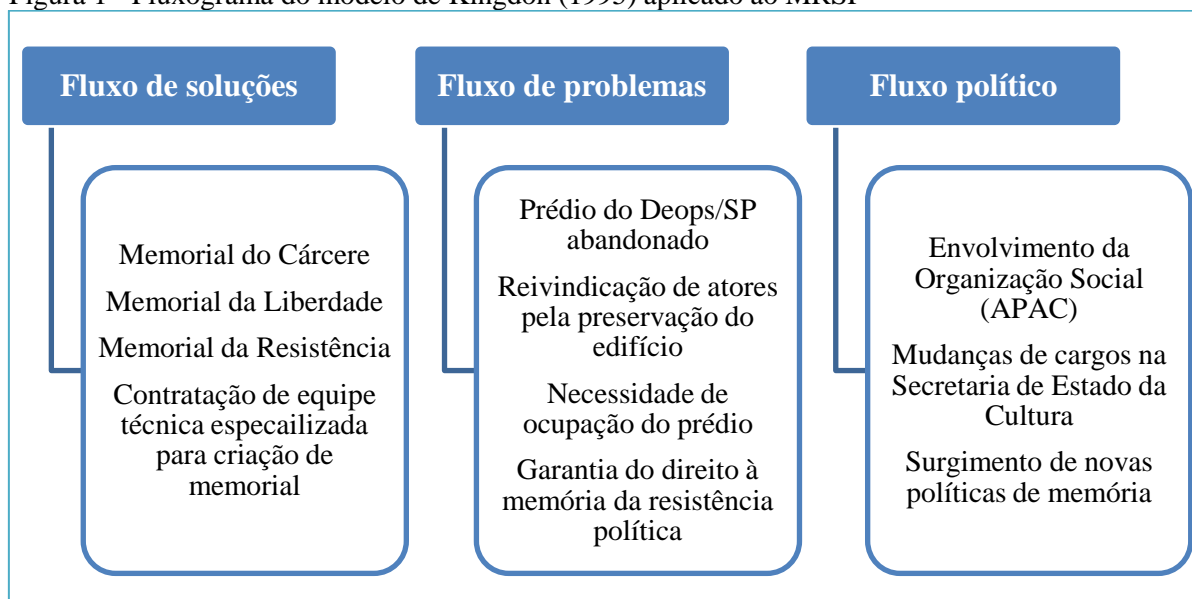 Figura 1 - Fluxograma do modelo de Kingdon (1995) aplicado ao MRSP
Fluxo de soluções
Memorial do Cárcere
Memorial da Liberdade
Memorial da Resistência
Contratação de equipe
técnica especailizada
para criação de
memorial
Fluxo de problemas
Prédio do Deops/SP
abandonado
Reivindicação de atores
pela preservação do
edifício
Necessidade de
ocupação do prédio
Garantia do direito à
memória da resistência
política
Fluxo político
Envolvimento da
Organização Social
(APAC)
Mudanças de cargos na
Secretaria de Estado da
Cultura
Surgimento de novas
políticas de memória